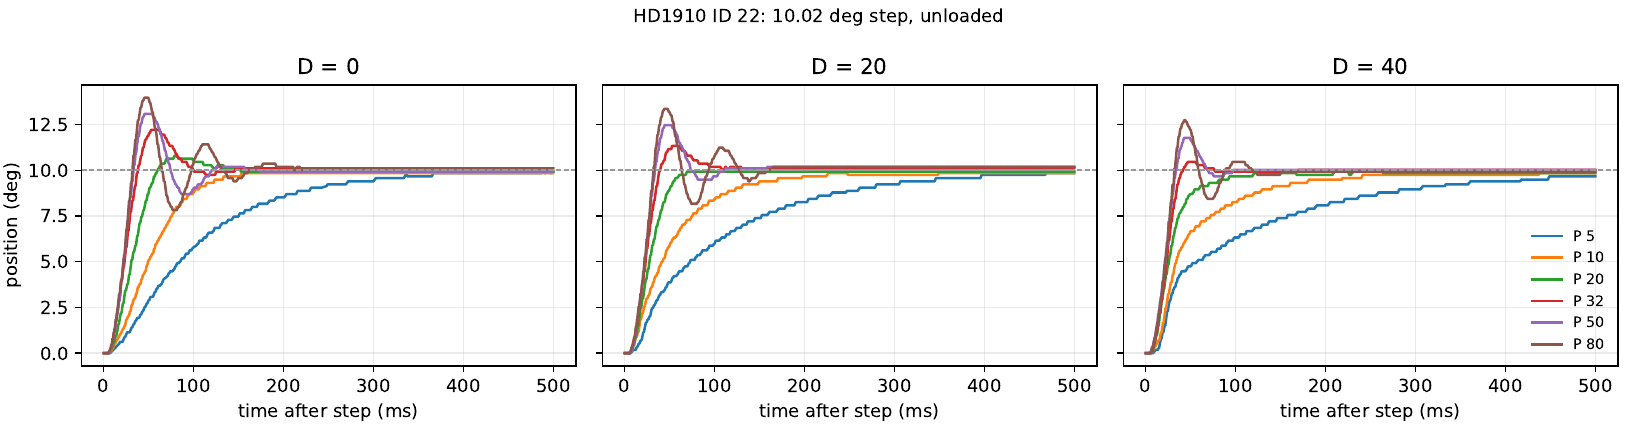 HD1910 ID 22: 10.02 deg step, unloaded
D = 0
D = 20
D = 40
position (deg)
12.5
10.0
7.5
5.0
2.5
0.0
P 5
P 10
P 20
P 32
P 50
P 80
0 100 200 300 400 500
0 100 200 300 400 500
0 100 200 300 400 500
time after step (ms)
time after step (ms)
time after step (ms)